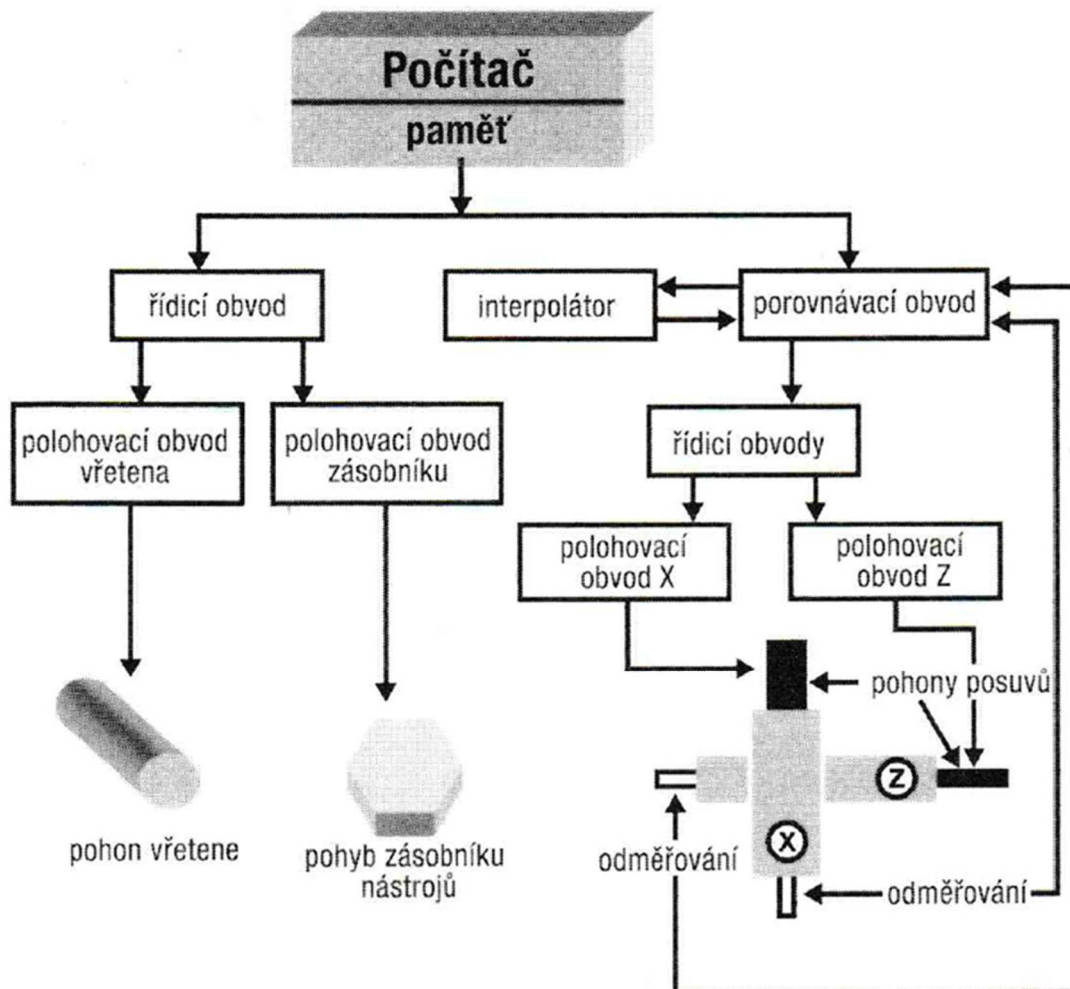 Počítač
paměť
řídicí obvod
interpolátor
porovnávací obvod
polohovací obvod
vřetena
polohovací obvod
zásobníku
řídicí obvody
polohovací
obvod X
polohovací
obvod Z
pohony posuvů
Z
X
pohon vřetene
pohyb zásobníku
nástrojů
odměřování
odměřování